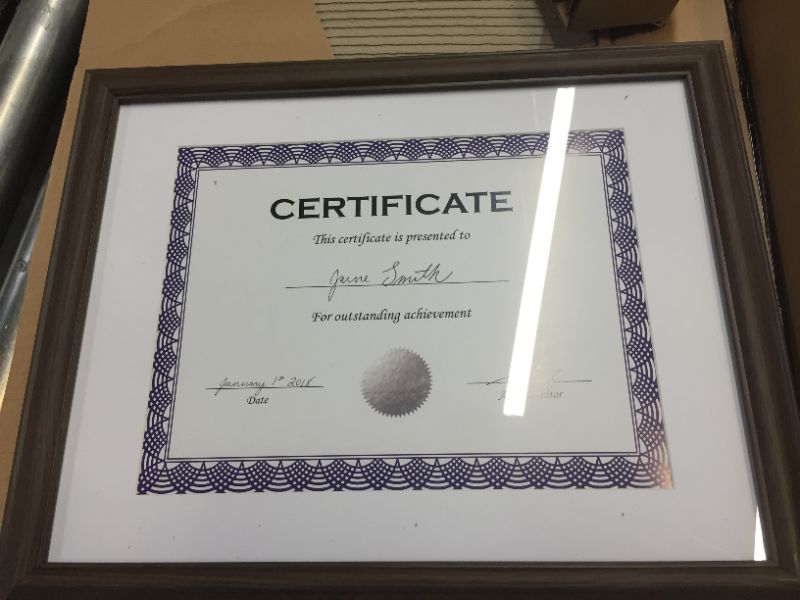 CERTIFICATE
This certificate is presented to
Jane Smith
For outstanding achievement
January 1st 2018
Date